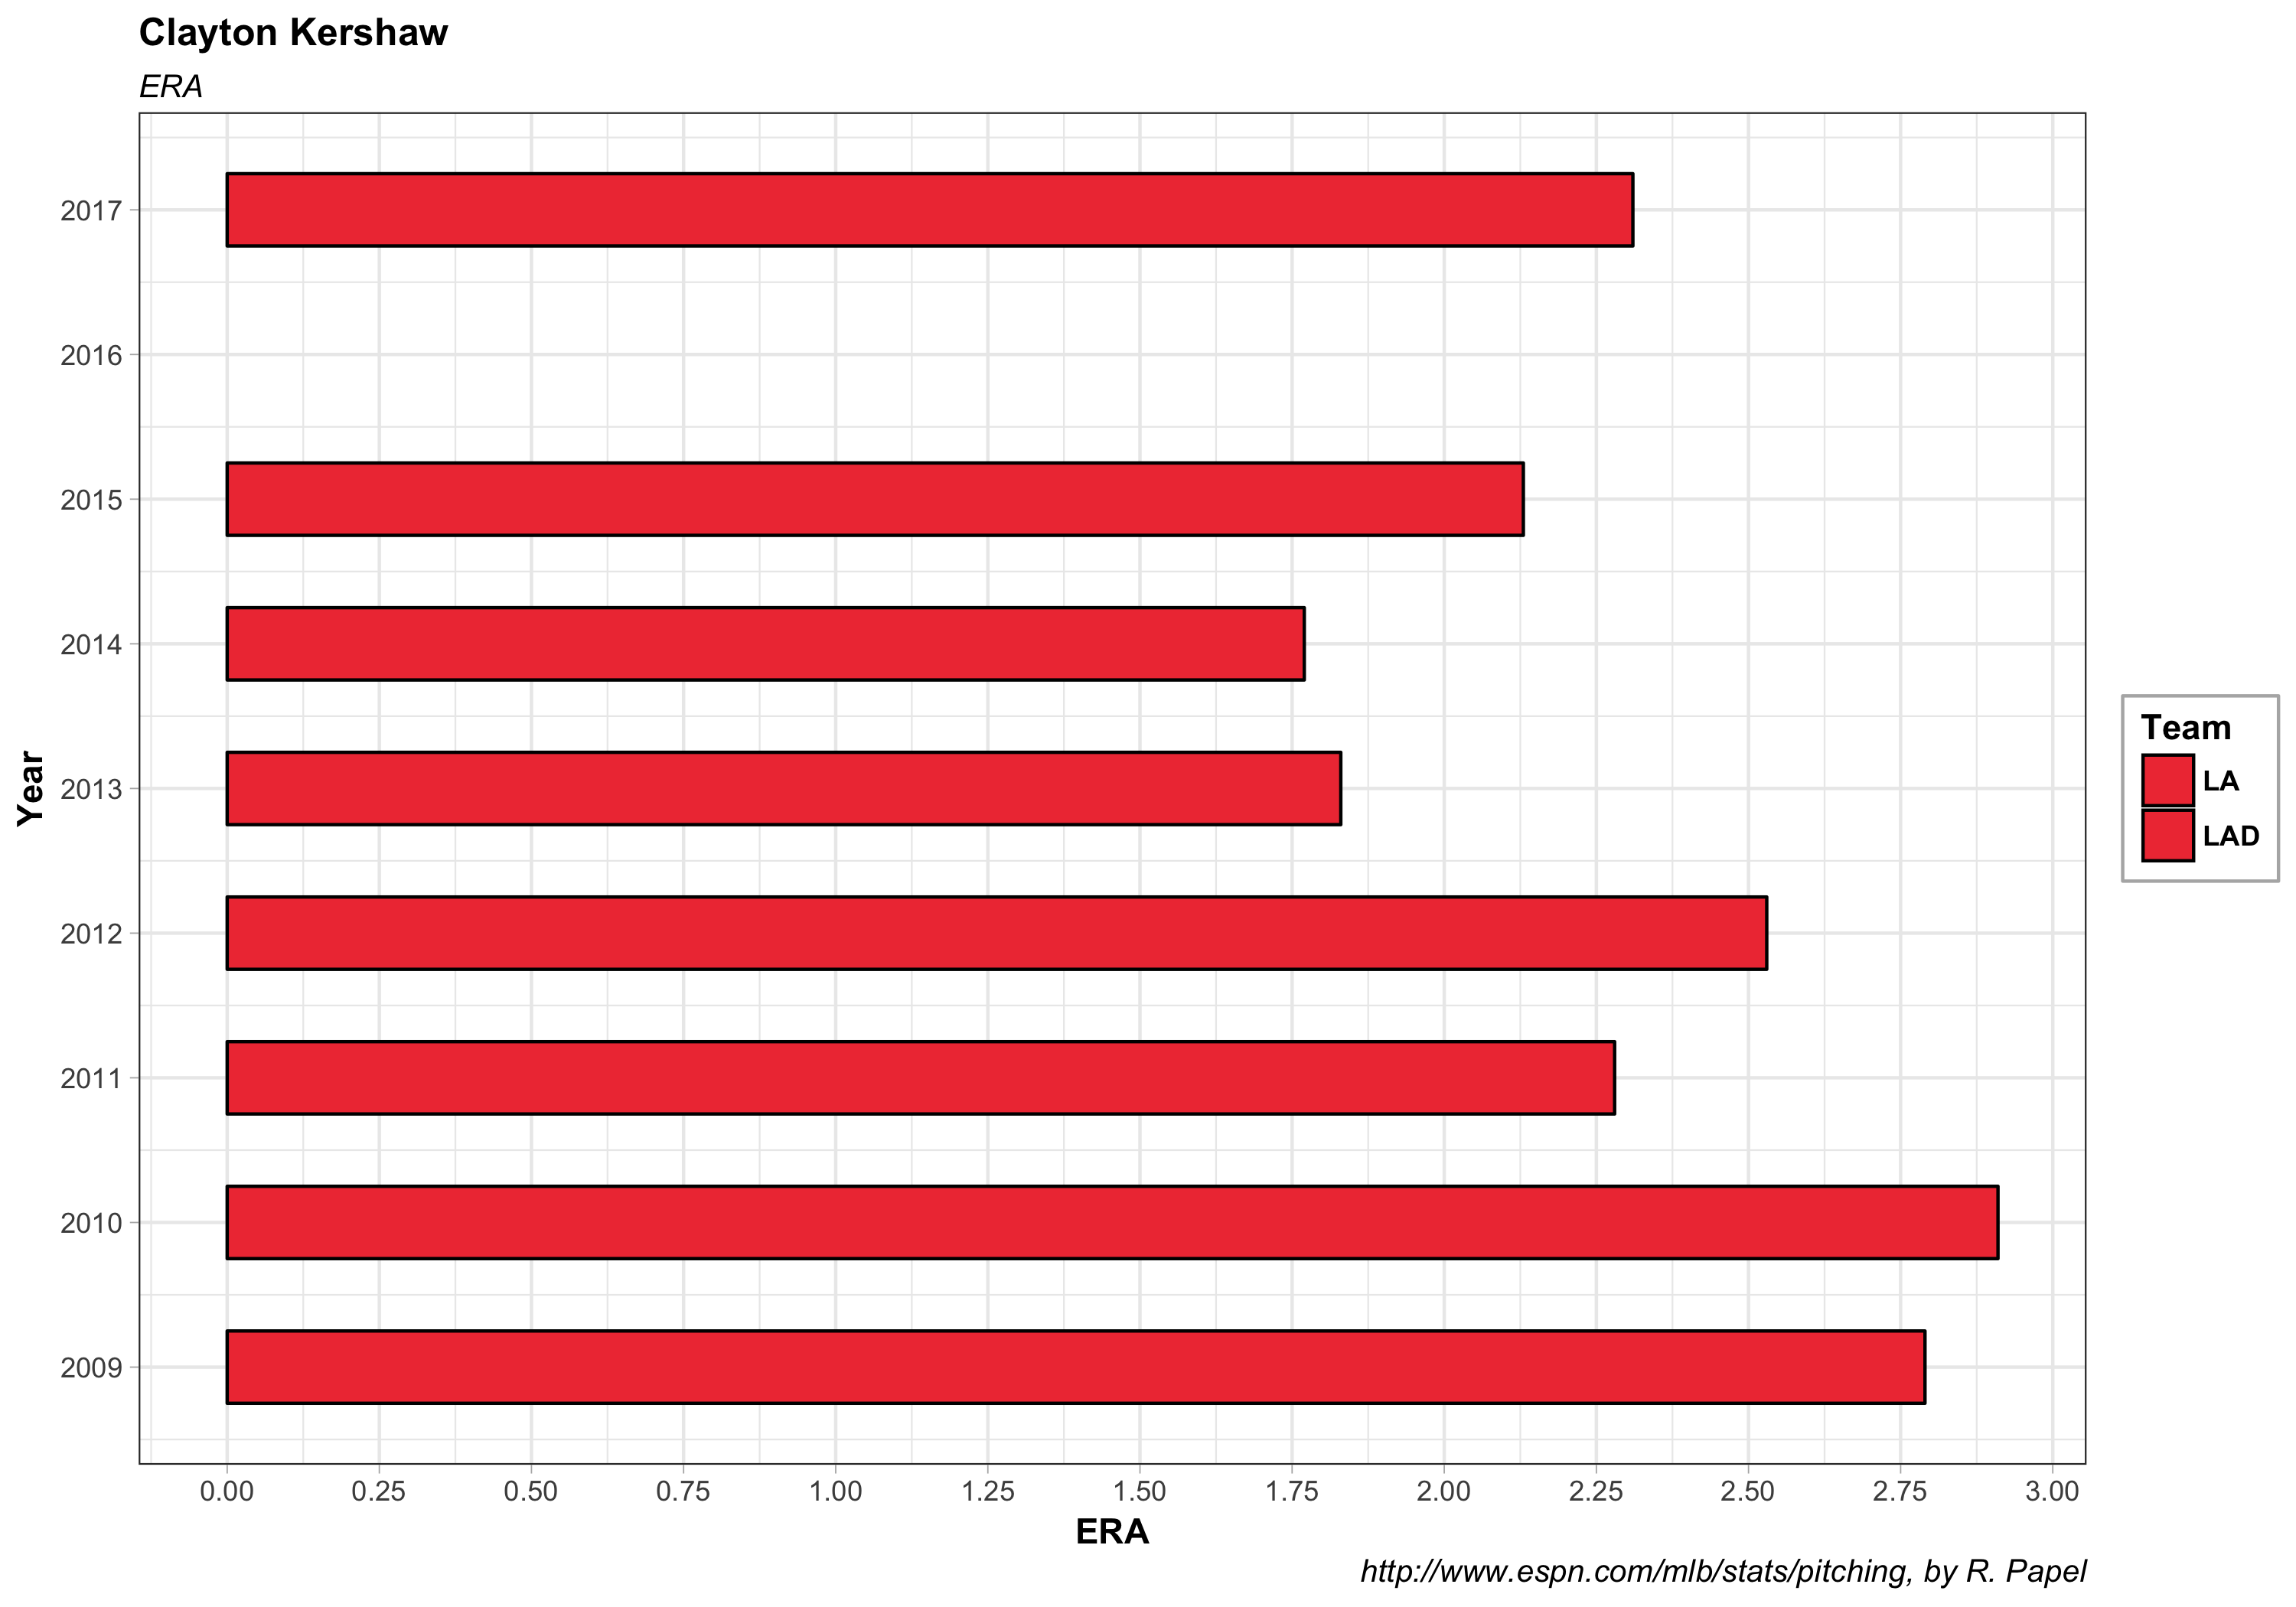 Clayton Kershaw
ERA
2017
2016
2015
2014
2013
2012
2011
2010
2009
Year
0.00 0.25 0.50 0.75 1.00 1.25 1.50 1.75 2.00 2.25 2.50 2.75 3.00
ERA
Team
LA
LAD
http://www.espn.com/mlb/stats/pitching, by R. Papel